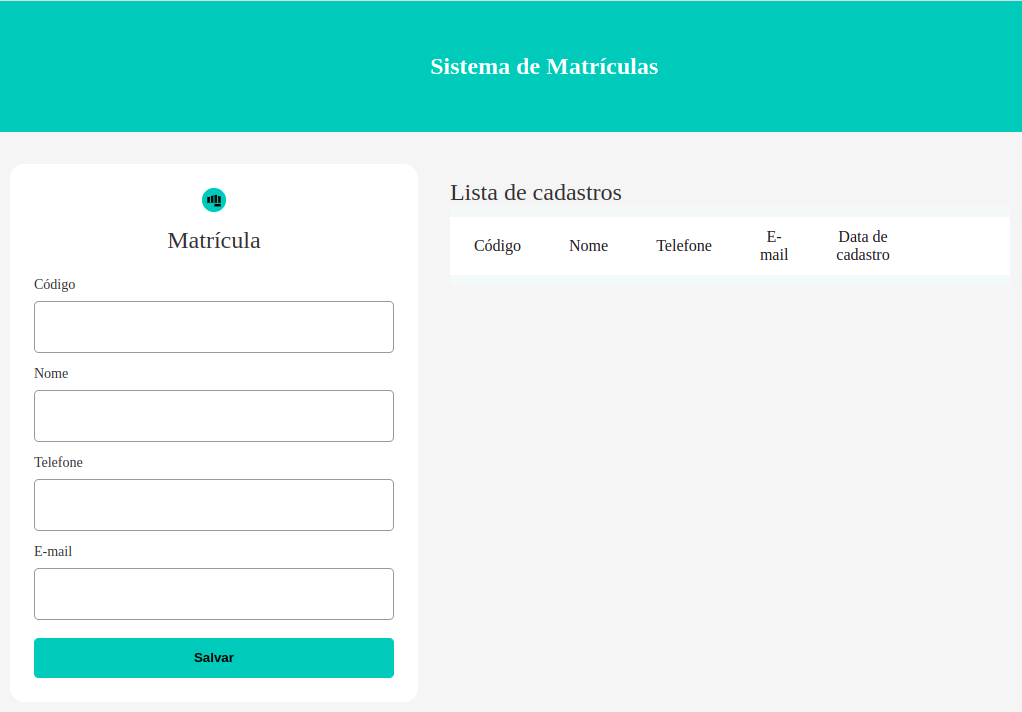 Sistema de Matrículas
Matrícula
Código
Nome
Telefone
E-mail
Salvar
Lista de cadastros
Código Nome Telefone E-
mail Data de
cadastro